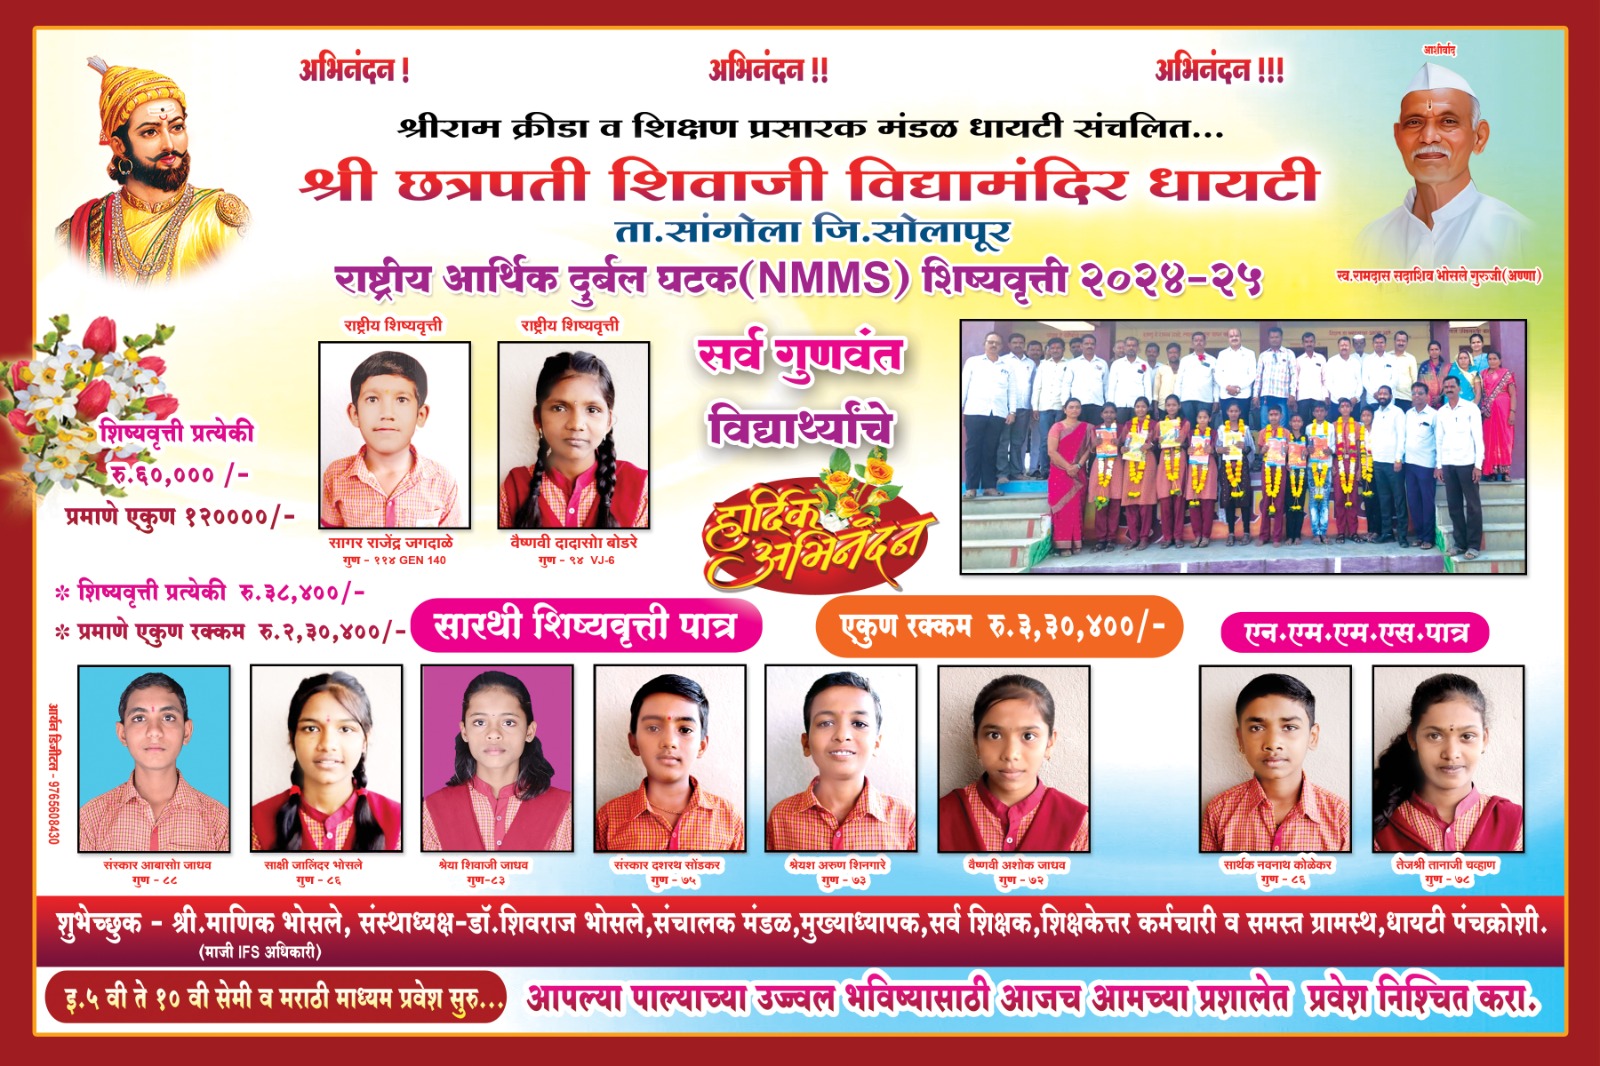 अभिनंदन ! अभिनंदन !! अभिनंदन !!!
आशीर्वाद
श्रीराम क्रीडा व शिक्षण प्रसारक मंडळ धायटी संचलित...
श्री छत्रपती शिवाजी विद्यामंदिर धायटी
ता.सांगोला जि.सोलापूर
स्व.रामदास सदाशिव भोसले गुरुजी(अण्णा)
राष्ट्रीय आर्थिक दुर्बल घटक(NMMS) शिष्यवृत्ती २०२४-२५
राष्ट्रीय शिष्यवृत्ती
राष्ट्रीय शिष्यवृत्ती
सर्व गुणवंत
विद्यार्थ्यांचे
हार्दिक
अभिनंदन
शिष्यवृत्ती प्रत्येकी
रु.६०,००० /-
प्रमाणे एकुण १२००००/-
सागर राजेंद्र जगदाळे
गुण - ११४ GEN 140
वैष्णवी दादासाे बोडरे
गुण - ९४ VJ-6
* शिष्यवृत्ती प्रत्येकी रु.३८,४००/-
* प्रमाणे एकुण रक्कम रु.२,३०,४००/-
सारथी शिष्यवृत्ती पात्र
एकुण रक्कम रु.३,३०,४००/-
एन.एम.एम.एस.पात्र
संस्कार आबासाे जाधव
गुण - ८८
साक्षी जालिंदर भोसले
गुण - ८६
श्रेया शिवाजी जाधव
गुण-८३
संस्कार दशरथ सोंडकर
गुण - ७५
श्रेयश अरुण शिनगारे
गुण - ७३
वैष्णवी अशोक जाधव
गुण - ७२
सार्थक नवनाथ कोळेकर
गुण - ८६
तेजश्री तानाजी चव्हाण
गुण - ७८
आर्यन डिजीटल - 9765608430
शुभेच्छुक - श्री.माणिक भोसले, संस्थाध्यक्ष-डॉ.शिवराज भोसले,संचालक मंडळ,मुख्याध्यापक,सर्व शिक्षक,शिक्षकेत्तर कर्मचारी व समस्त ग्रामस्थ,धायटी पंचक्रोशी.
(माजी IFS अधिकारी)
इ.५ वी ते १० वी सेमी व मराठी माध्यम प्रवेश सुरु...
आपल्या पाल्याच्या उज्वल भविष्यासाठी आजच आमच्या प्रशालेत प्रवेश निश्चित करा.